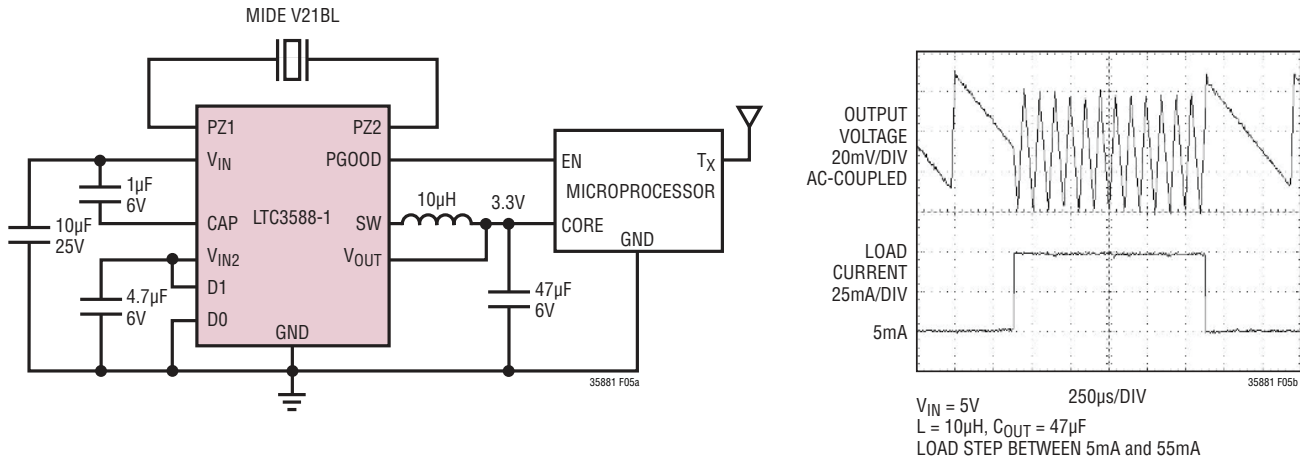 MIDE V21BL
PZ1
PZ2
VIN
PGOOD
CAP
LTC3588-1
SW
VIN2
VOUT
D1
D0
GND
1µF
6V
10µF
25V
4.7µF
6V
10µH
3.3V
47µF
6V
EN
TX
MICROPROCESSOR
CORE
GND
35881 F05a
OUTPUT
VOLTAGE
20mV/DIV
AC-COUPLED
LOAD
CURRENT
25mA/DIV
5mA
250µs/DIV
35881 F05b
VIN = 5V
L = 10µH, COUT = 47µF
LOAD STEP BETWEEN 5mA and 55mA